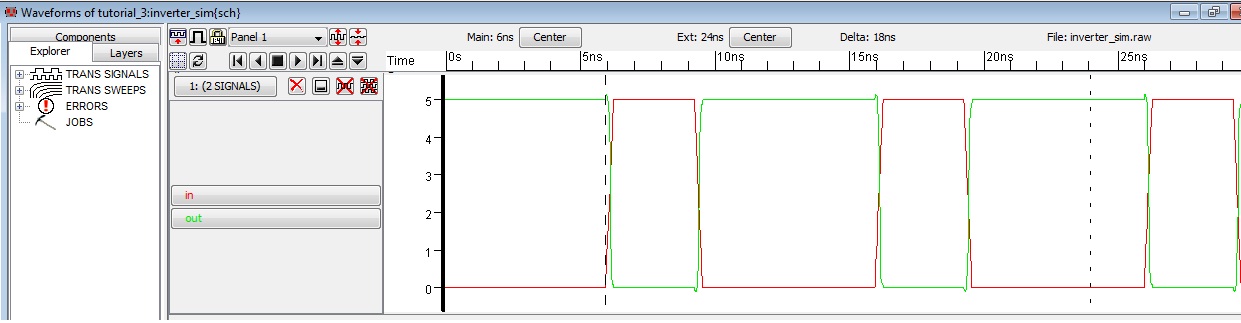 Waveforms of tutorial_3:inverter_sim{sch}
Components
Explorer Layers
TRANS SIGNALS
TRANS SWEEPS
ERRORS
JOBS
Panel 1 Main: 6ns Center Ext: 24ns Center Delta: 18ns File: inverter_sim.raw
Time 0s 5ns 10ns 15ns 20ns 25ns
1: (2 SIGNALS)
in
out
5
4
3
2
1
0